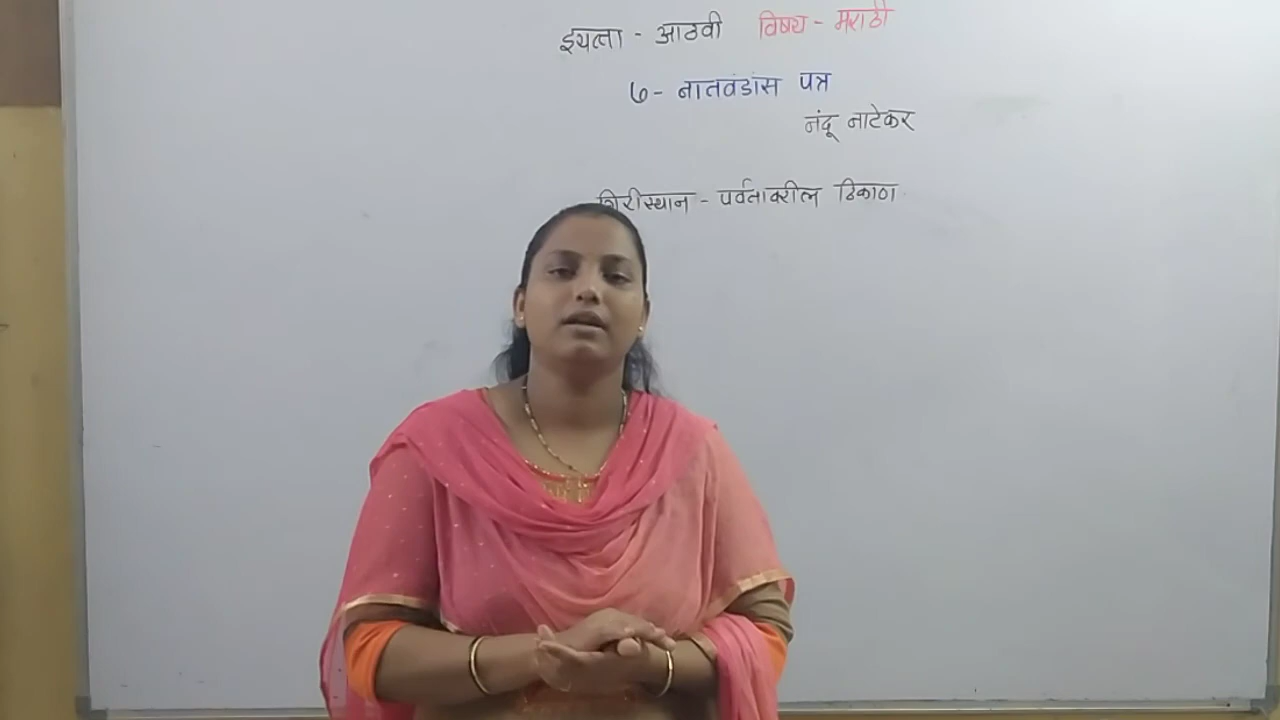 इयत्ता - आठवी विषय - मराठी
७- नातवंडांस पत्र
नंदू नाटेकर
गिरीस्थान - पर्वतावरील ठिकाण.